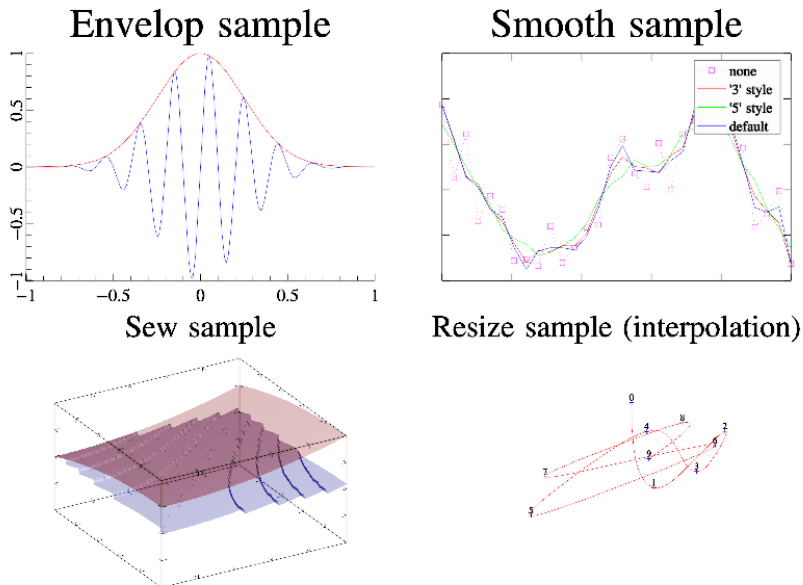 Envelop sample
Smooth sample
1
0.5
0
−0.5
−1
−1
−0.5
0
0.5
1
none
'3' style
'5' style
default
Sew sample
Resize sample (interpolation)
0
4
8
2
9
7
3
1
5